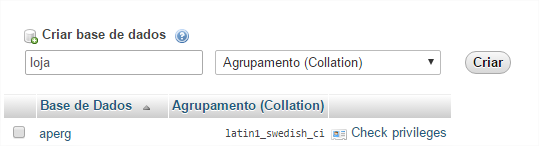 Criar base de dados
loja Agrupamento (Collation) Criar
Base de Dados Agrupamento (Collation)
aperg latin1_swedish_ci Check privileges